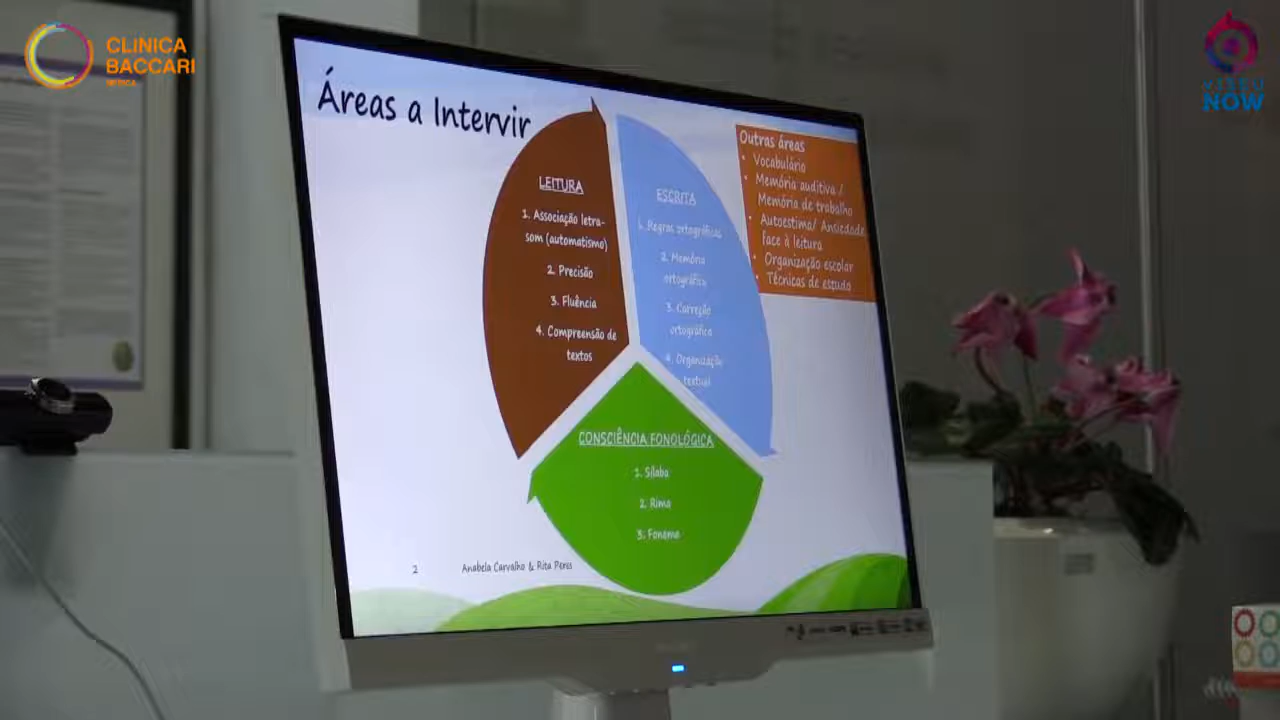 CLINICA
BACCARI
VISEU
NOW
Áreas a Intervir
LEITURA
1. Associação letra-
som (automatismo)
2. Precisão
3. Fluência
4. Compreensão de
textos
ESCRITA
1. Regras ortográficas
2. Memória
ortográfica
3. Correção
ortográfica
4. Organização
textual
Outras áreas
• Vocabulário
• Memória auditiva /
Memória de trabalho
• Autoestima/ Ansiedade
face à leitura
• Organização escolar
• Técnicas de estudo
CONSCIÊNCIA FONOLÓGICA
1. Sílaba
2. Rima
3. Fonema
2
Anabela Carvalho & Rita Peres